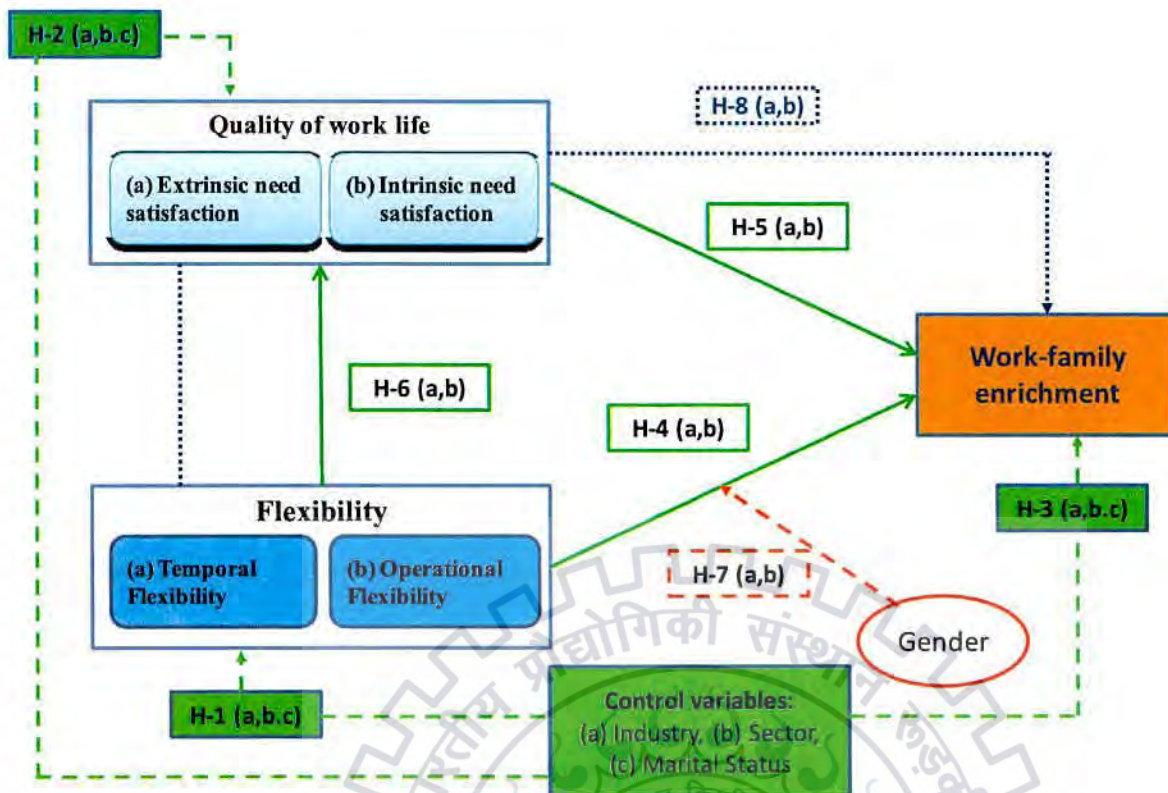 H-2 (a,b.c)
Quality of work life
(a) Extrinsic need
satisfaction
(b) Intrinsic need
satisfaction
H-8 (a,b)
H-5 (a,b)
H-6 (a,b)
Work-family
enrichment
H-4 (a,b)
Flexibility
(a) Temporal
Flexibility
(b) Operational
Flexibility
H-7 (a,b)
H-3 (a,b.c)
Gender
H-1 (a,b.c)
Control variables:
(a) Industry, (b) Sector,
(c) Marital Status
प्रौद्योगिकी संस्थान